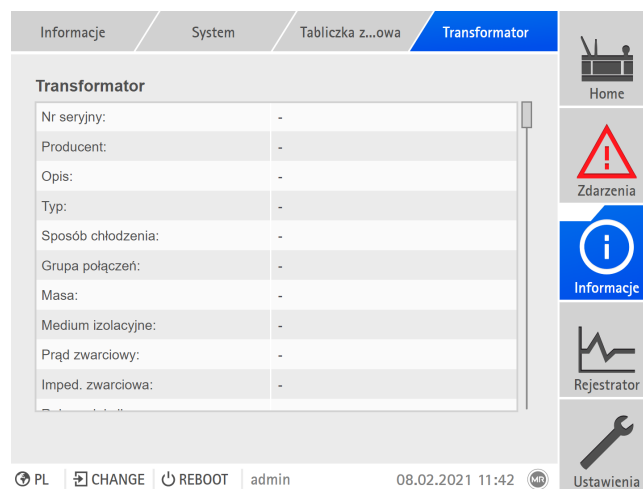 Informacje System Tabliczka z...owa Transformator
Transformator
Nr seryjny: -
Producent: -
Opis: -
Typ: -
Sposób chłodzenia: -
Grupa połączeń: -
Masa: -
Medium izolacyjne: -
Prąd zwarciowy: -
Imped. zwarciowa: -
Home
Zdarzenia
Informacje
Rejestrator
Ustawienia
PL CHANGE REBOOT admin 08.02.2021 11:42 MR